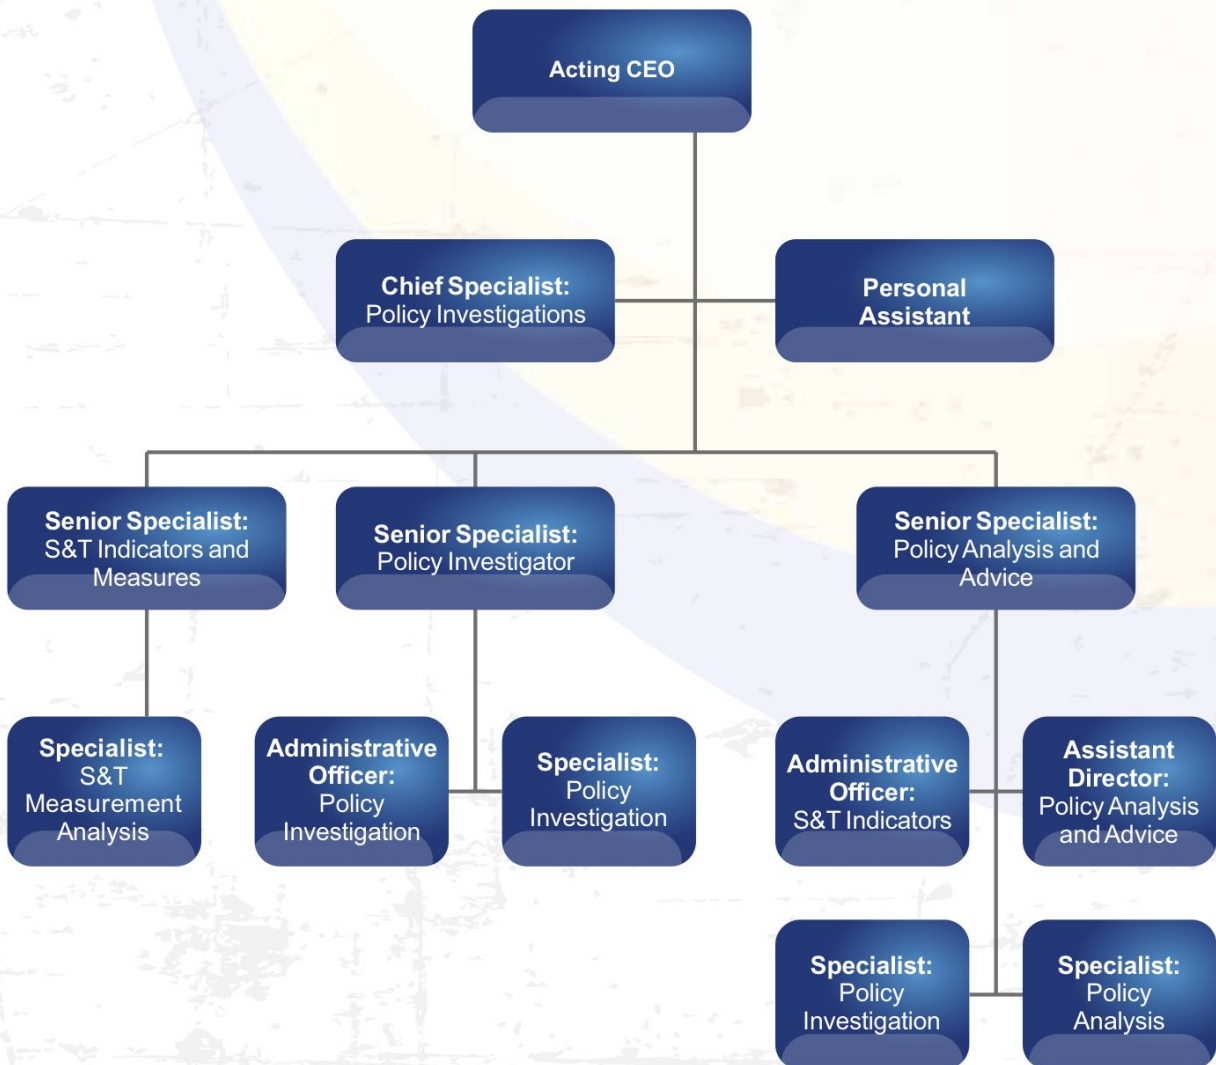 Acting CEO
Chief Specialist:
Policy Investigations
Personal
Assistant
Senior Specialist:
S&T Indicators and
Measures
Senior Specialist:
Policy Investigator
Senior Specialist:
Policy Analysis and
Advice
Specialist:
S&T
Measurement
Analysis
Administrative
Officer:
Policy
Investigation
Specialist:
Policy
Investigation
Administrative
Officer:
S&T Indicators
Assistant
Director:
Policy Analysis
and Advice
Specialist:
Policy
Investigation
Specialist:
Policy
Analysis